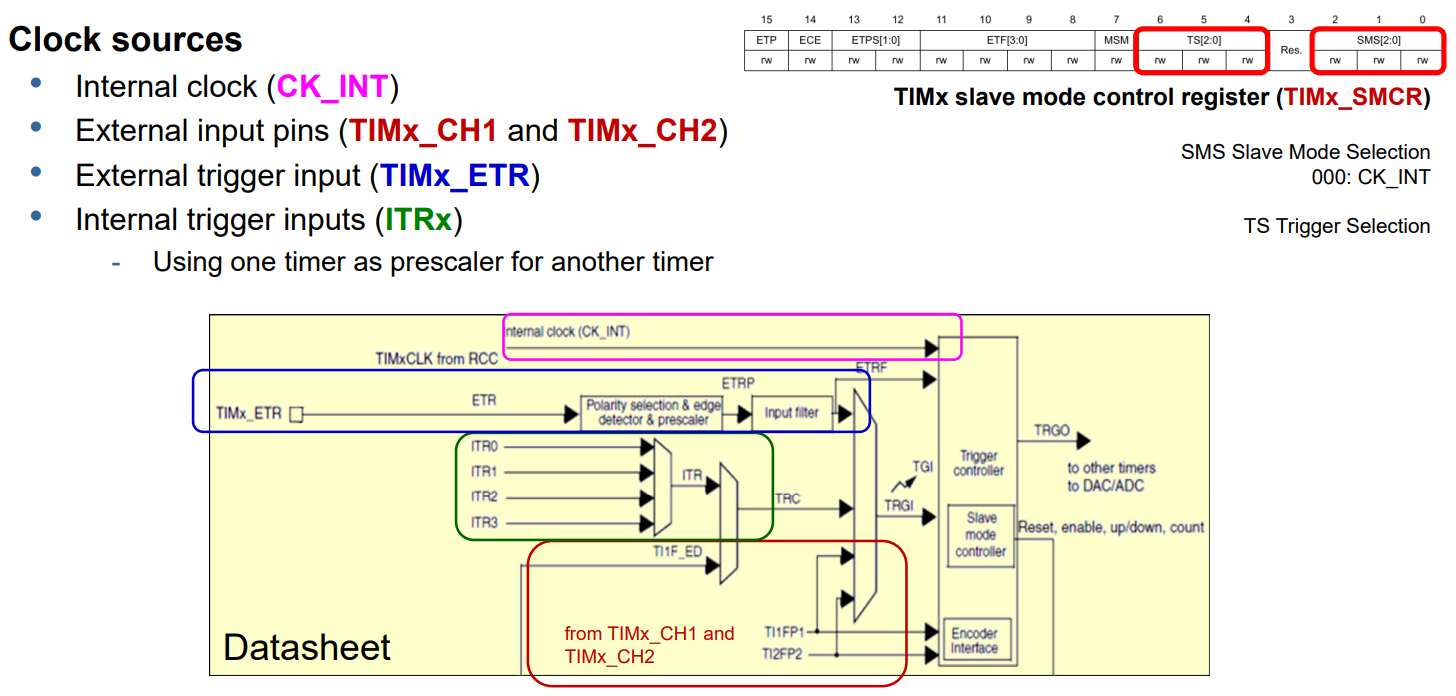 Clock sources
• Internal clock (CK_INT)
• External input pins (TIMx_CH1 and TIMx_CH2)
• External trigger input (TIMx_ETR)
• Internal trigger inputs (ITRx)
- Using one timer as prescaler for another timer
15 14 13 12 11 10 9 8 7 6 5 4 3 2 1 0
ETP ECE ETPS[1:0] ETF[3:0] MSM TS[2:0] Res. SMS[2:0]
rw rw rw rw rw rw rw rw rw rw rw rw rw rw rw
TIMx slave mode control register (TIMx_SMCR)
SMS Slave Mode Selection
000: CK_INT
TS Trigger Selection
nternal clock (CK_INT)
TIMxCLK from RCC
ETRF
ETRP
ETR
TIMx_ETR
Polarity selection & edge
detector & prescaler
Input filter
ITR0
ITR1
ITR2
ITR3
ITR
TRC
TI1F_ED
TGI
TRGI
Trigger
controller
TRGO
to other timers
to DAC/ADC
Slave
mode
controller
Reset, enable, up/down, count
from TIMx_CH1 and
TIMx_CH2
TI1FP1
TI2FP2
Encoder
Interface
Datasheet